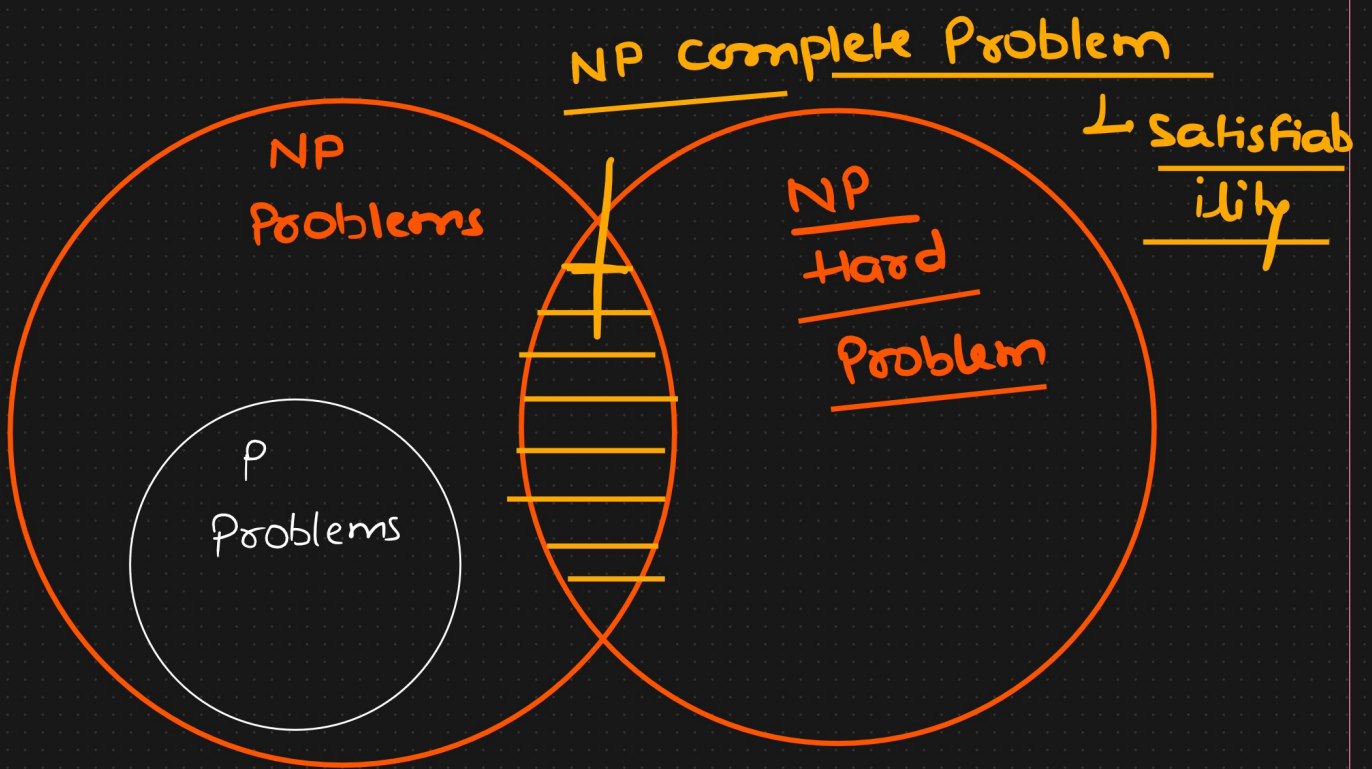 NP Complete Problem
Satisfiab
ility
NP
Problems
NP
Hard
Problem
P
Problems